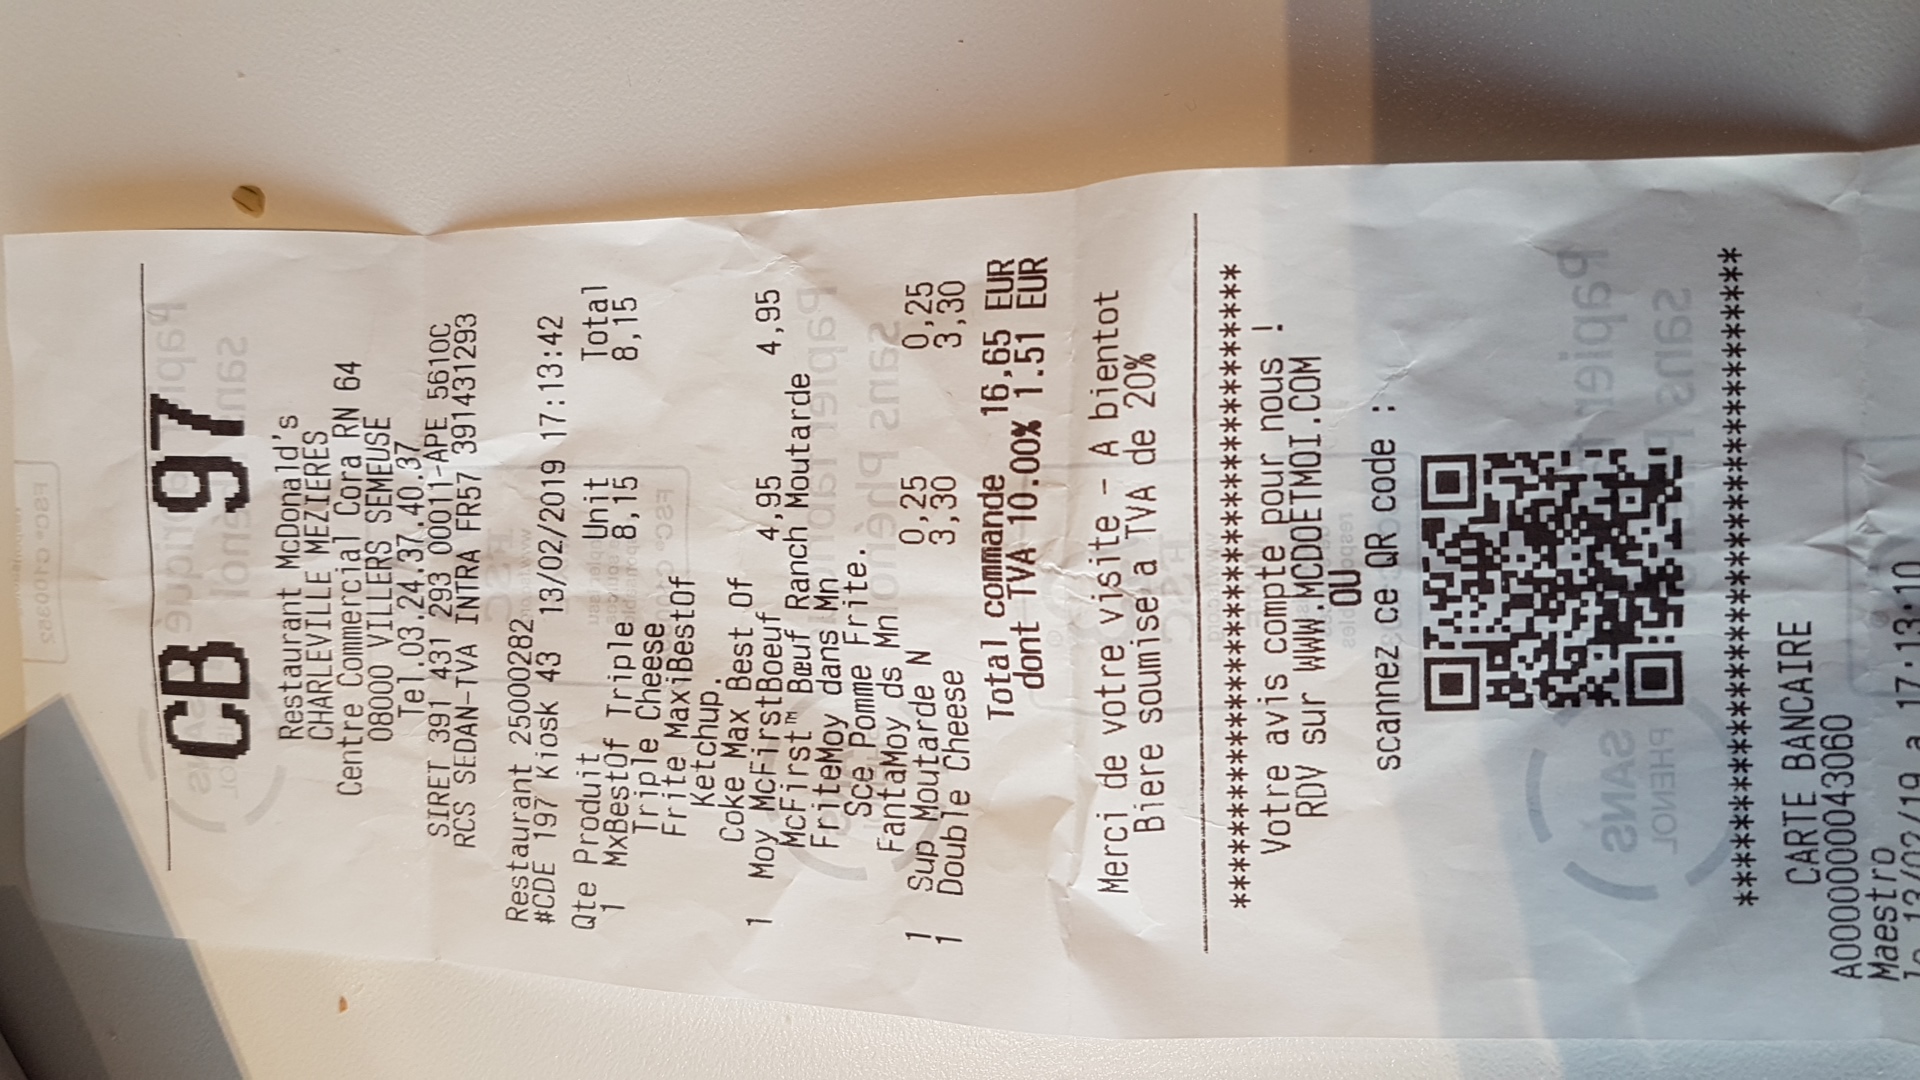 CB 97
Restaurant McDonald's
CHARLEVILLE MEZIERES
Centre Commercial Cora RN 64
08000 VILLERS SEMEUSE
Tel.03.24.37.40.37
SIRET 391 431 293 00011-APE 5610C
RCS SEDAN-TVA INTRA FR57 391431293
Restaurant 25000282
#CDE 197 Kiosk 43 13/02/2019 17:13:42
Qte Produit Unit Total
1 MxBestOf Triple 8,15 8,15
Triple Cheese
Frite MaxiBestOf
Ketchup.
Coke Max Best Of
1 Moy McFirstBoeuf 4,95 4,95
McFirst™ Bœuf Ranch Moutarde
FriteMoy dans Mn
Sce Pomme Frite.
FantaMoy ds Mn
1 Sup Moutarde N 0,25 0,25
1 Double Cheese 3,30 3,30
Total commande 16,65 EUR
dont TVA 10.00% 1.51 EUR
Merci de votre visite - A bientot
Biere soumise a TVA de 20%
****************************************
Votre avis compte pour nous !
RDV sur WWW.MCDOETMOI.COM
OU
scannez ce QR code :
****************************************
CARTE BANCAIRE
A0000000043060
Maestro
le 13/02/19 a 17:13:10